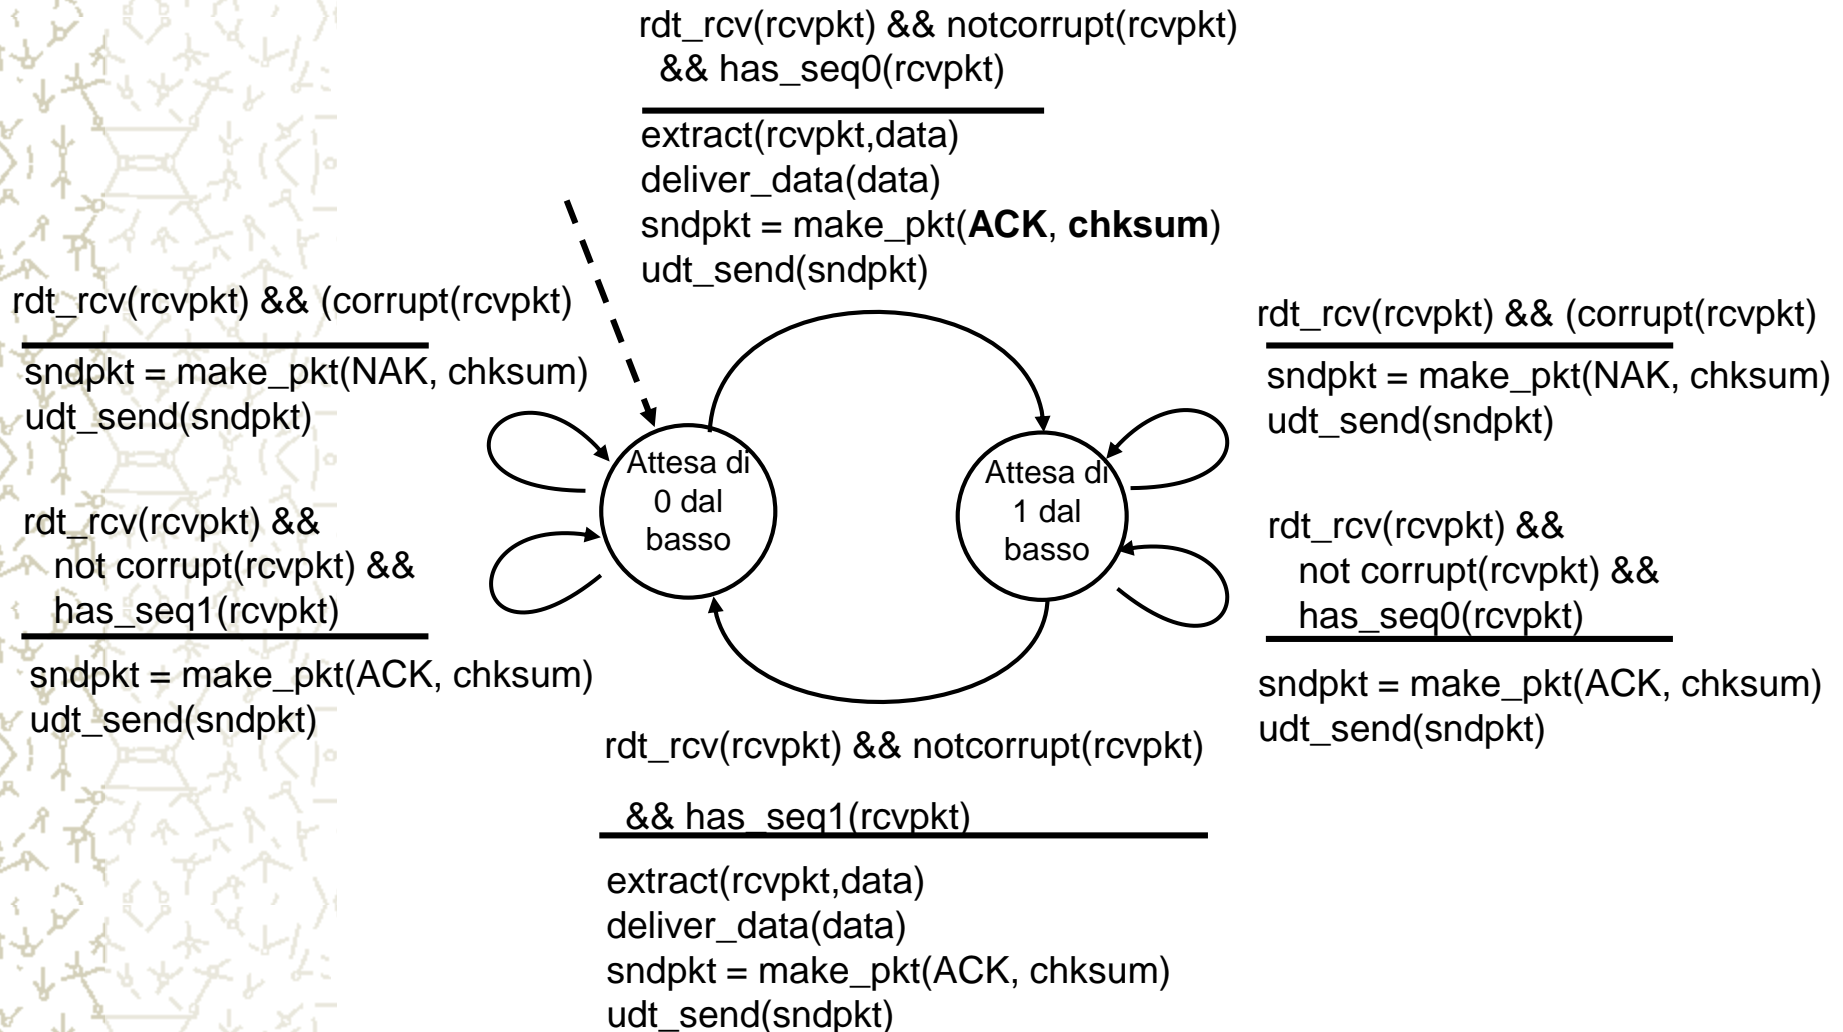 rdt_rcv(rcvpkt) && notcorrupt(rcvpkt)
&& has_seq0(rcvpkt)
extract(rcvpkt,data)
deliver_data(data)
sndpkt = make_pkt(ACK, chksum)
udt_send(sndpkt)
rdt_rcv(rcvpkt) && (corrupt(rcvpkt)
sndpkt = make_pkt(NAK, chksum)
udt_send(sndpkt)
rdt_rcv(rcvpkt) &&
not corrupt(rcvpkt) &&
has_seq1(rcvpkt)
sndpkt = make_pkt(ACK, chksum)
udt_send(sndpkt)
Attesa di
0 dal
basso
Attesa di
1 dal
basso
rdt_rcv(rcvpkt) && (corrupt(rcvpkt)
sndpkt = make_pkt(NAK, chksum)
udt_send(sndpkt)
rdt_rcv(rcvpkt) &&
not corrupt(rcvpkt) &&
has_seq0(rcvpkt)
sndpkt = make_pkt(ACK, chksum)
udt_send(sndpkt)
rdt_rcv(rcvpkt) && notcorrupt(rcvpkt)
&& has_seq1(rcvpkt)
extract(rcvpkt,data)
deliver_data(data)
sndpkt = make_pkt(ACK, chksum)
udt_send(sndpkt)